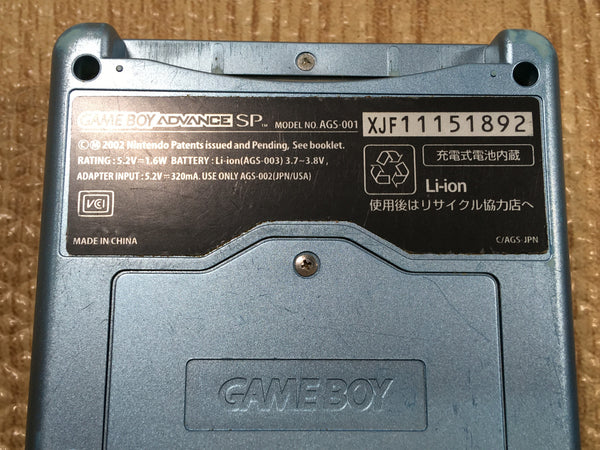 GAME BOY ADVANCE SP™ MODEL NO. AGS-001 XJF11151892
©Ⓜ 2002 Nintendo Patents issued and Pending, See booklet.
RATING : 5.2V⎓1.6W BATTERY : Li-ion(AGS-003) 3.7~3.8V,
ADAPTER INPUT : 5.2V⎓320mA. USE ONLY AGS-002(JPN/USA)
充電式電池内蔵
Li-ion
使用後はリサイクル協力店へ
VCI
MADE IN CHINA
C/AGS-JPN
GAME BOY